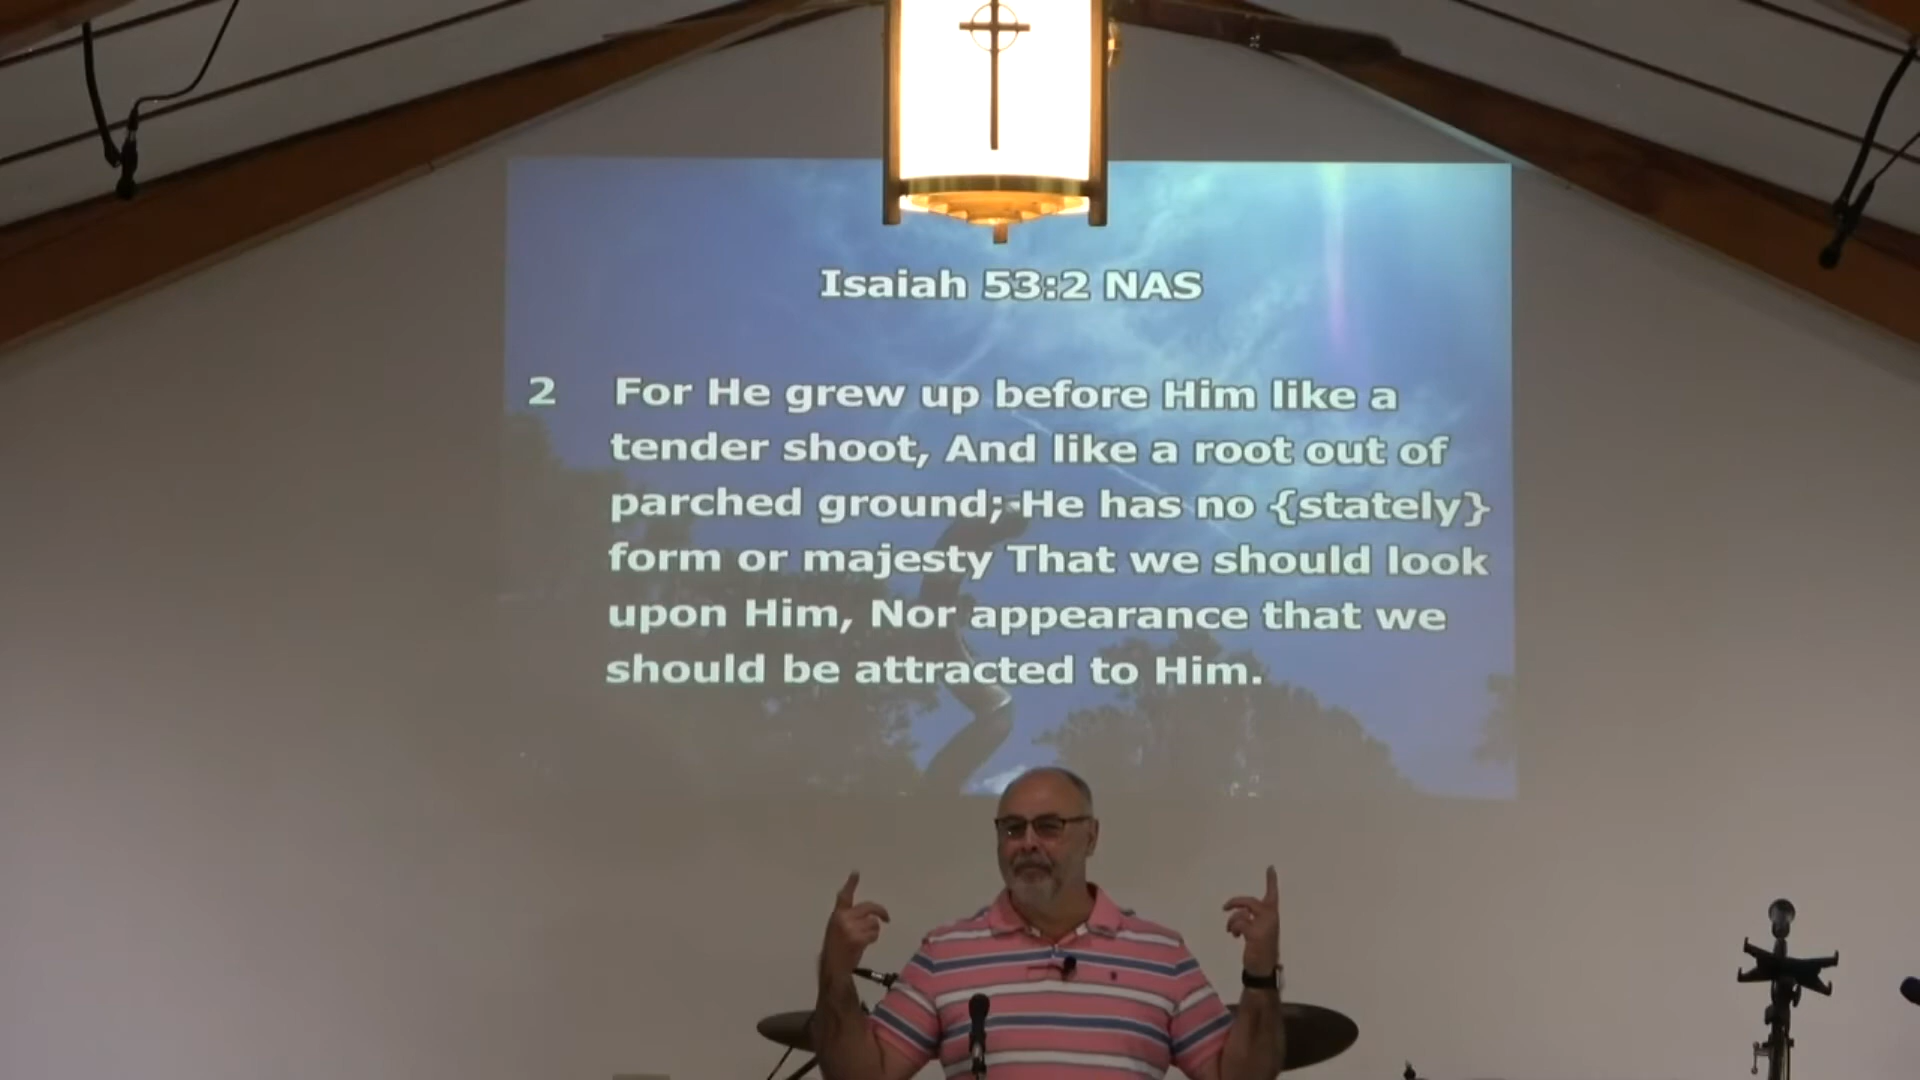 Isaiah 53:2 NAS
2 For He grew up before Him like a
tender shoot, And like a root out of
parched ground; He has no {stately}
form or majesty That we should look
upon Him, Nor appearance that we
should be attracted to Him.